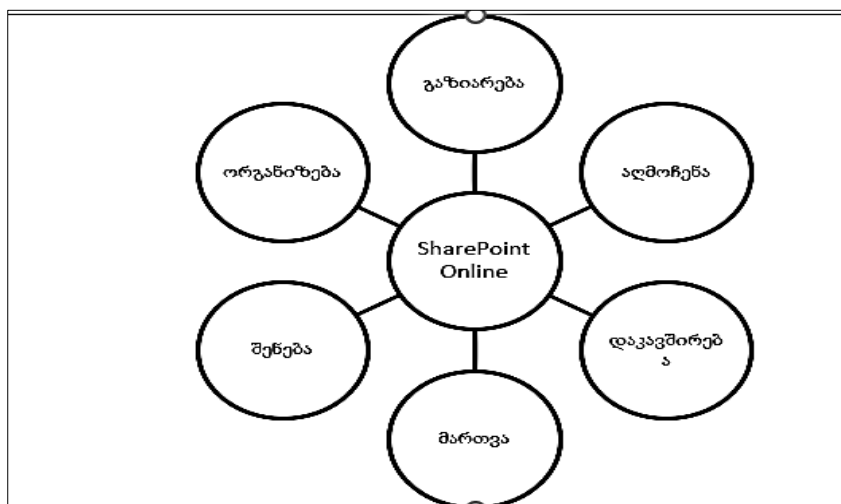 გაზიარება
ორგანიზება
აღმოჩენა
SharePoint
Online
შენება
დაკავშირებ
ა
მართვა